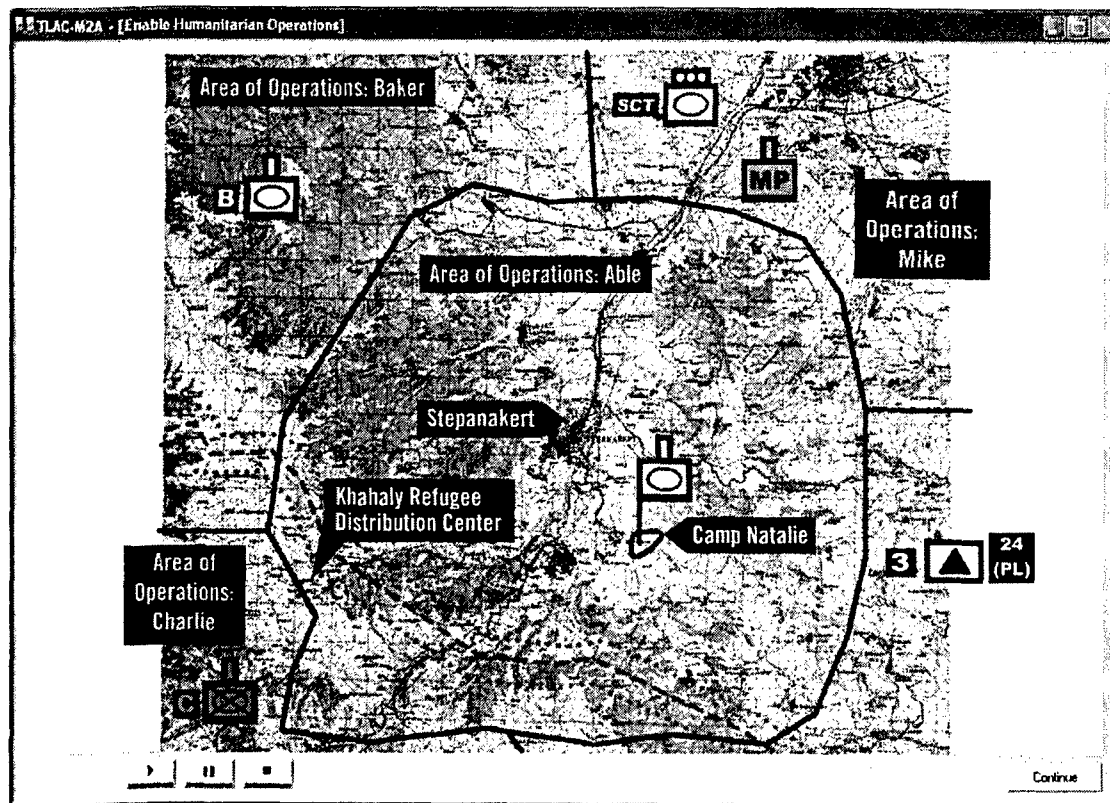 TLAC-M2A - [Enable Humanitarian Operations]
Area of Operations: Baker
SCT
MP
B
Area of
Operations:
Mike
Area of Operations: Able
Stepanakert
Khahaly Refugee
Distribution Center
Camp Natalie
Area of
Operations:
Charlie
3
24
(PL)
C
Continue